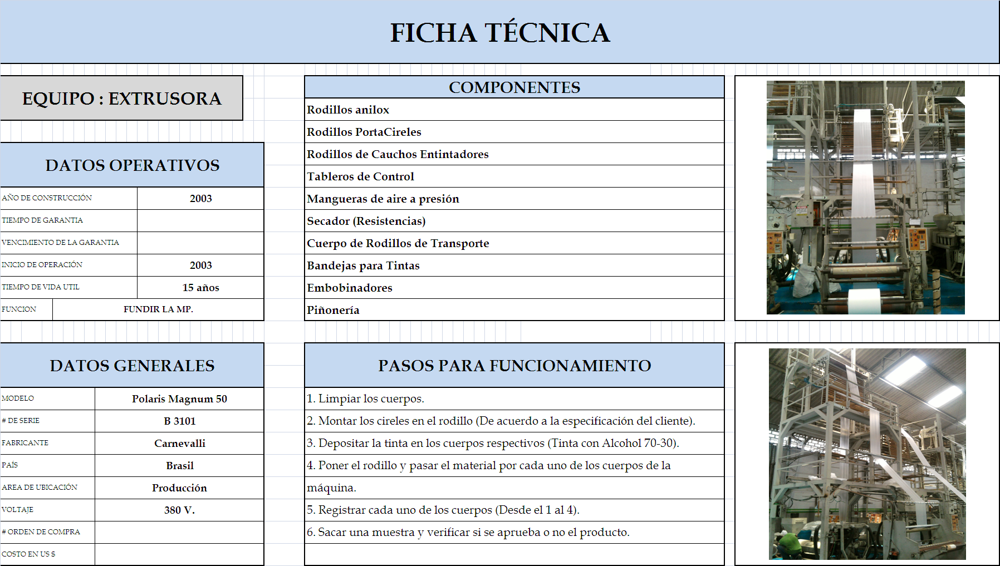 FICHA TÉCNICA
EQUIPO : EXTRUSORA
DATOS OPERATIVOS
AÑO DE CONSTRUCCIÓN 2003
TIEMPO DE GARANTIA
VENCIMIENTO DE LA GARANTIA
INICIO DE OPERACIÓN 2003
TIEMPO DE VIDA UTIL 15 años
FUNCION FUNDIR LA MP.
COMPONENTES
Rodillos anilox
Rodillos PortaCireles
Rodillos de Cauchos Entintadores
Tableros de Control
Mangueras de aire a presión
Secador (Resistencias)
Cuerpo de Rodillos de Transporte
Bandejas para Tintas
Embobinadores
Piñonería
DATOS GENERALES
MODELO Polaris Magnum 50
# DE SERIE B 3101
FABRICANTE Carnevalli
PAÍS Brasil
AREA DE UBICACIÓN Producción
VOLTAJE 380 V.
# ORDEN DE COMPRA
COSTO EN US $
PASOS PARA FUNCIONAMIENTO
1. Limpiar los cuerpos.
2. Montar los cireles en el rodillo (De acuerdo a la especificación del cliente).
3. Depositar la tinta en los cuerpos respectivos (Tinta con Alcohol 70-30).
4. Poner el rodillo y pasar el material por cada uno de los cuerpos de la
máquina.
5. Registrar cada uno de los cuerpos (Desde el 1 al 4).
6. Sacar una muestra y verificar si se aprueba o no el producto.